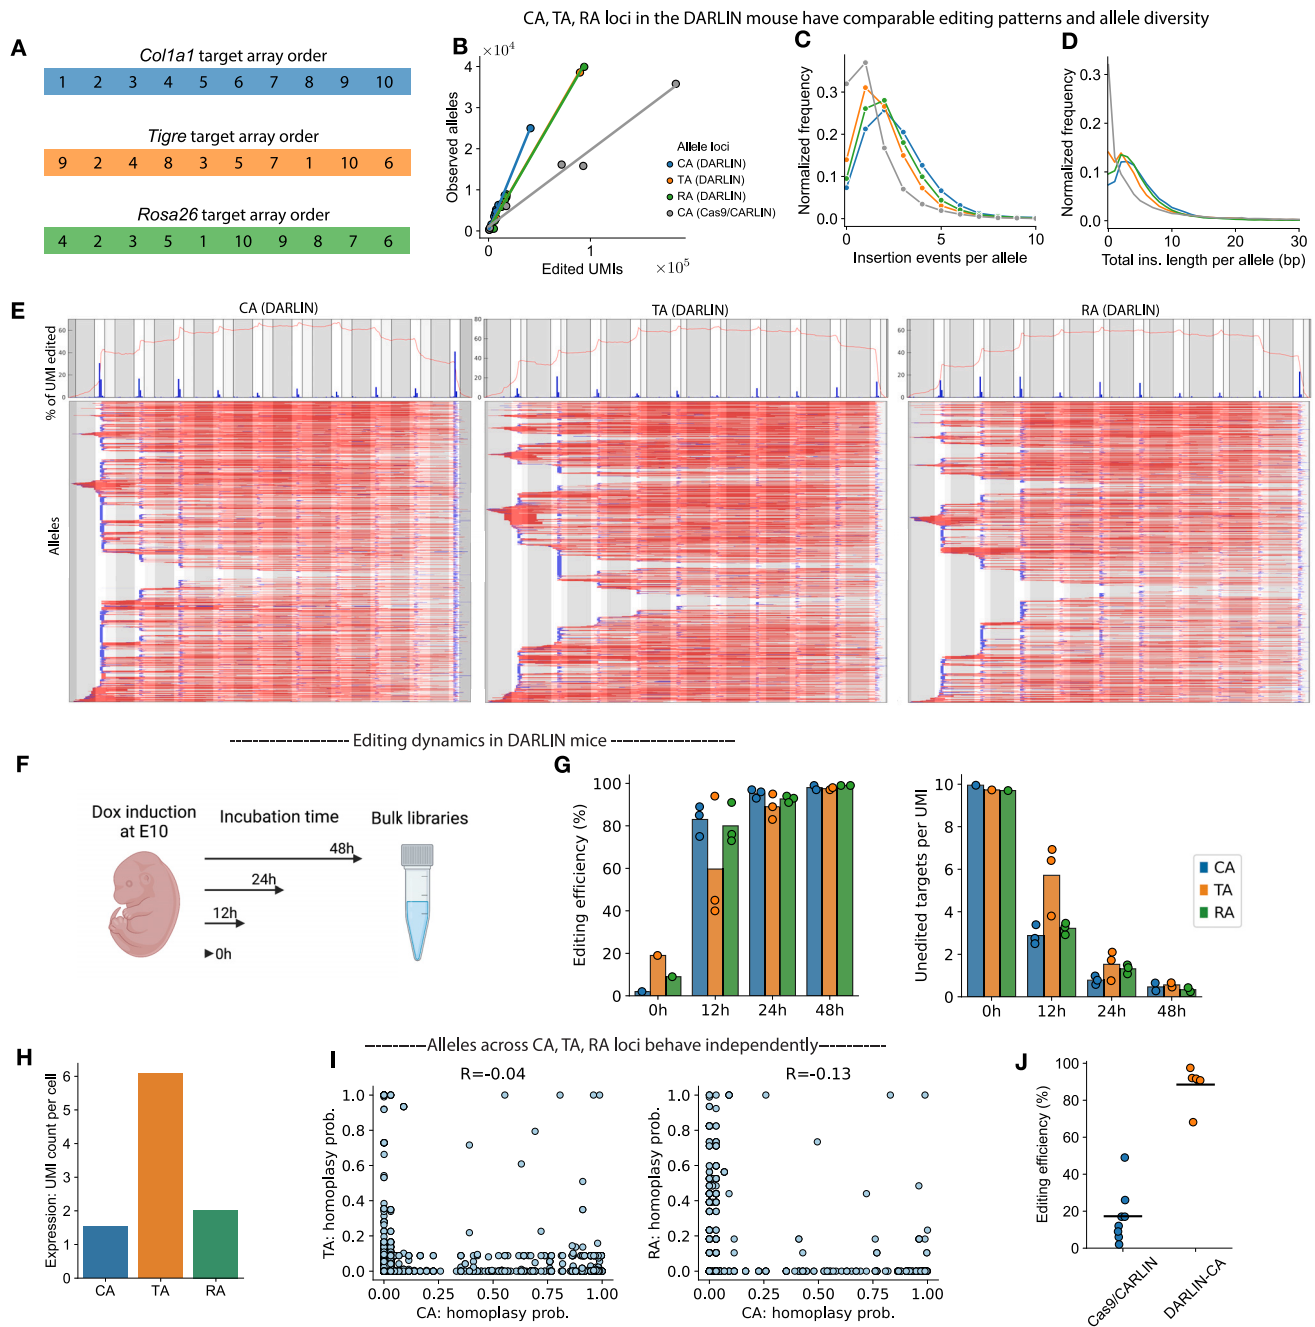 CA, TA, RA loci in the DARLIN mouse have comparable editing patterns and allele diversity
A
Col1a1 target array order
1 2 3 4 5 6 7 8 9 10
Tigre target array order
9 2 4 8 3 5 7 1 10 6
Rosa26 target array order
4 2 3 5 1 10 9 8 7 6
B
×10⁴
4
3
2
1
0
Observed alleles
0 1
Edited UMIs ×10⁵
Allele loci
CA (DARLIN)
TA (DARLIN)
RA (DARLIN)
CA (Cas9/CARLIN)
C
Normalized frequency
0.3
0.2
0.1
0.0
0 5 10
Insertion events per allele
D
Normalized frequency
0.3
0.2
0.1
0.0
0 10 20 30
Total ins. length per allele (bp)
E
CA (DARLIN)
TA (DARLIN)
RA (DARLIN)
% of UMI edited
60
40
20
0
80
60
40
20
0
80
60
40
20
0
Alleles
Editing dynamics in DARLIN mice
F
Dox induction
at E10
Incubation time
Bulk libraries
48h
24h
12h
0h
G
Editing efficiency (%)
100
80
60
40
20
0
0h 12h 24h 48h
Unedited targets per UMI
10
8
6
4
2
0
0h 12h 24h 48h
CA
TA
RA
H
Expression: UMI count per cell
6
5
4
3
2
1
0
CA TA RA
Alleles across CA, TA, RA loci behave independently
I
R=-0.04
TA: homoplasy prob.
1.0
0.8
0.6
0.4
0.2
0.0
0.00 0.25 0.50 0.75 1.00
CA: homoplasy prob.
R=-0.13
RA: homoplasy prob.
1.0
0.8
0.6
0.4
0.2
0.0
0.00 0.25 0.50 0.75 1.00
CA: homoplasy prob.
J
Editing efficiency (%)
100
80
60
40
20
0
Cas9/CARLIN
DARLIN-CA